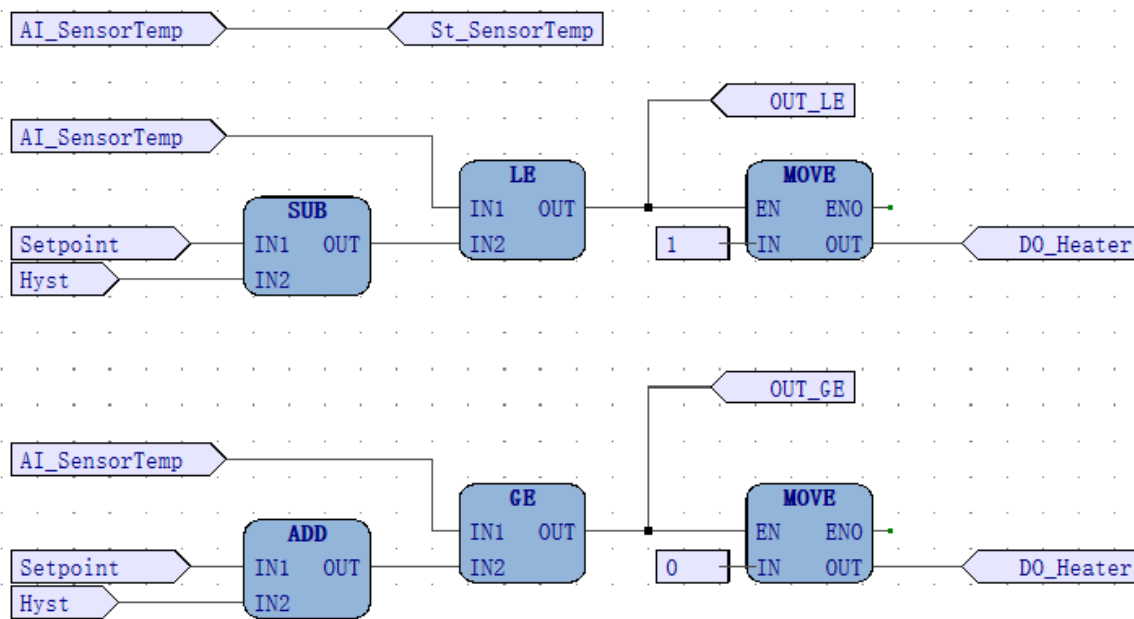 AI_SensorTemp St_SensorTemp
OUT_LE
AI_SensorTemp
LE MOVE
SUB IN1 OUT EN ENO
Setpoint IN1 OUT IN2 1 IN OUT DO_Heater
Hyst IN2
OUT_GE
AI_SensorTemp
GE MOVE
ADD IN1 OUT EN ENO
Setpoint IN1 OUT IN2 0 IN OUT DO_Heater
Hyst IN2